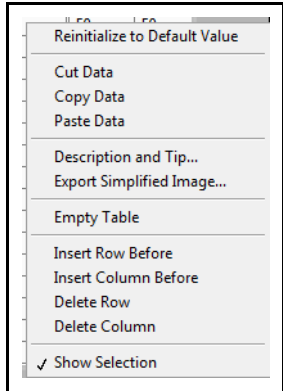 Reinitialize to Default Value
Cut Data
Copy Data
Paste Data
Description and Tip...
Export Simplified Image...
Empty Table
Insert Row Before
Insert Column Before
Delete Row
Delete Column
Show Selection